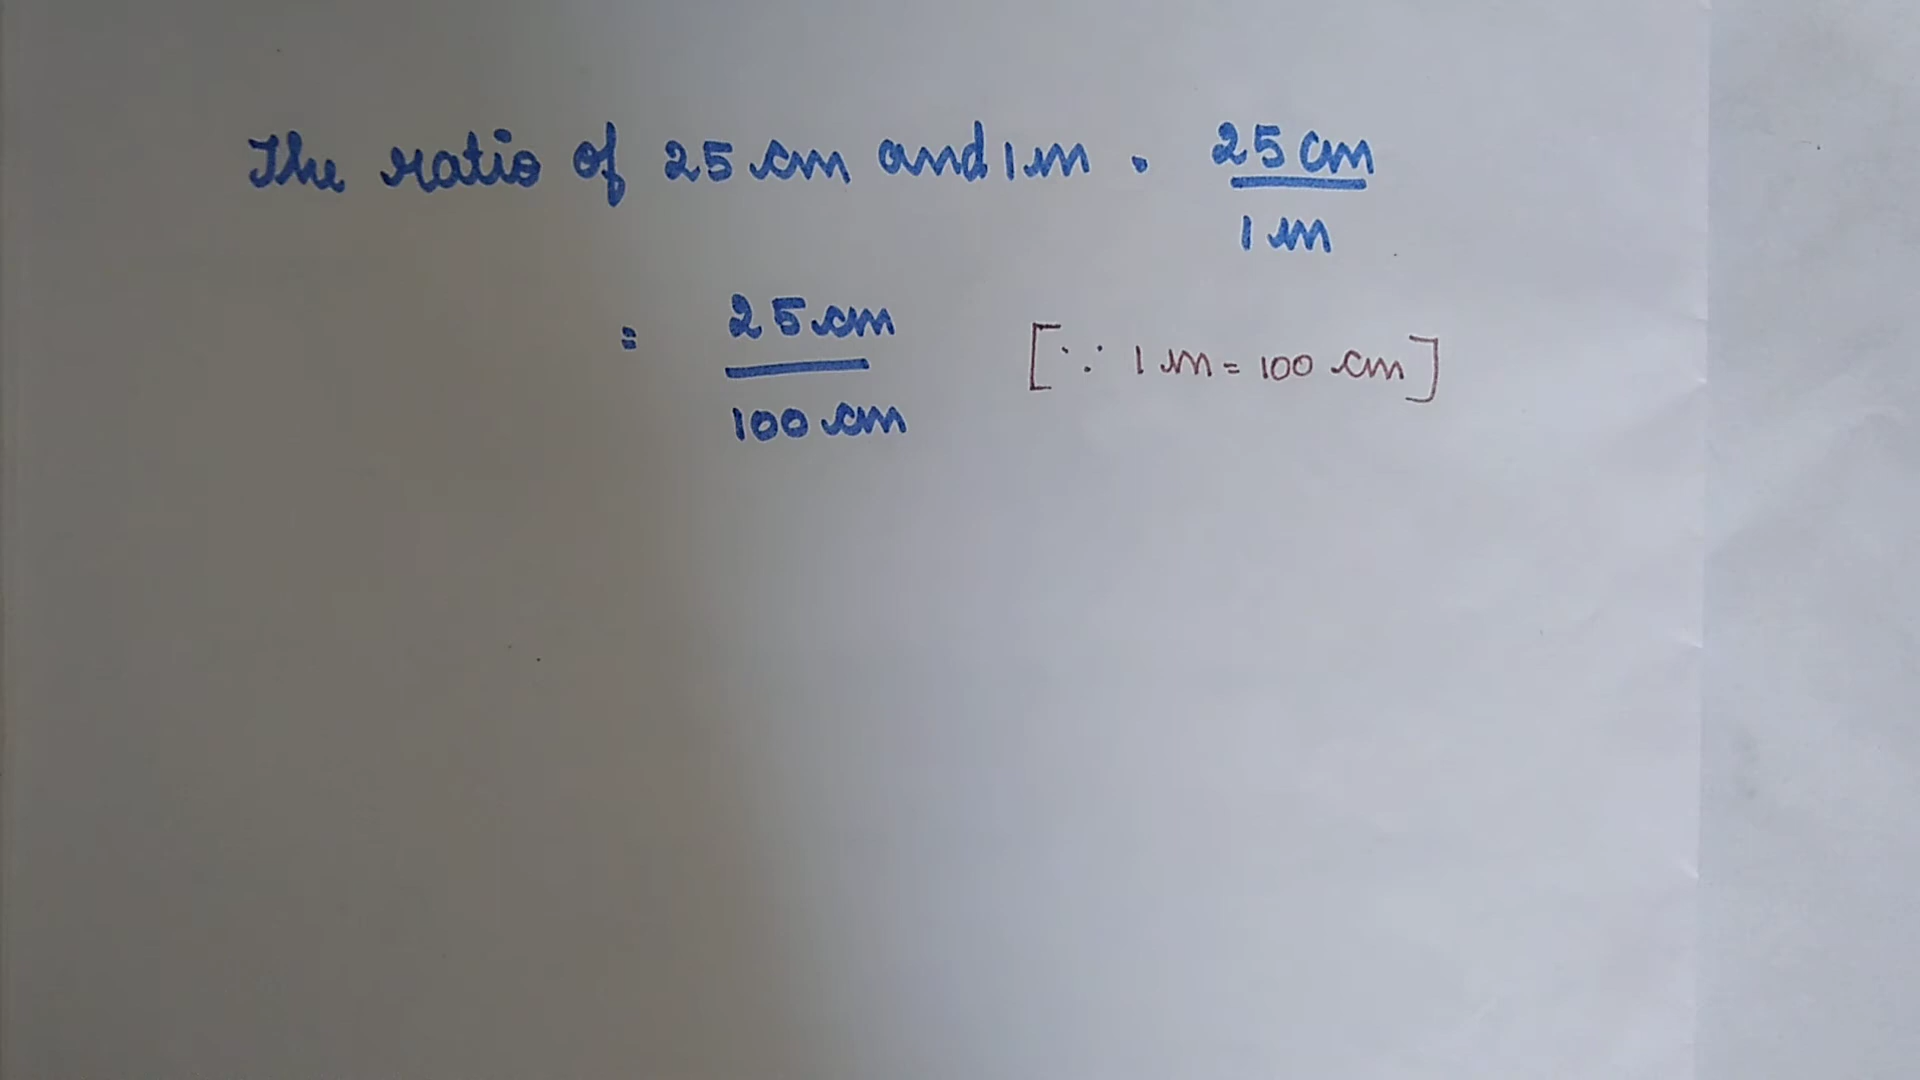 The ratio of 25 cm and 1 m = 25 cm
1 m
= 25 cm
100 cm [∵ 1 m = 100 cm]